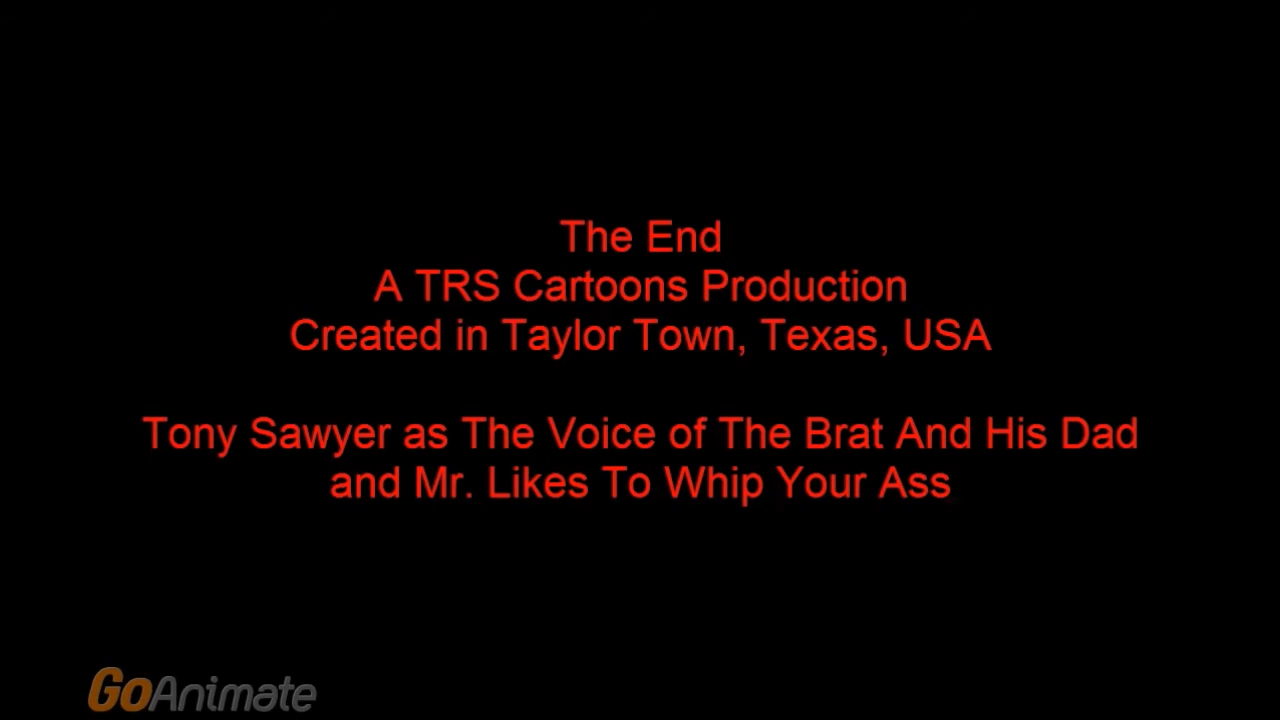 The End
A TRS Cartoons Production
Created in Taylor Town, Texas, USA
Tony Sawyer as The Voice of The Brat And His Dad
and Mr. Likes To Whip Your Ass
GoAnimate